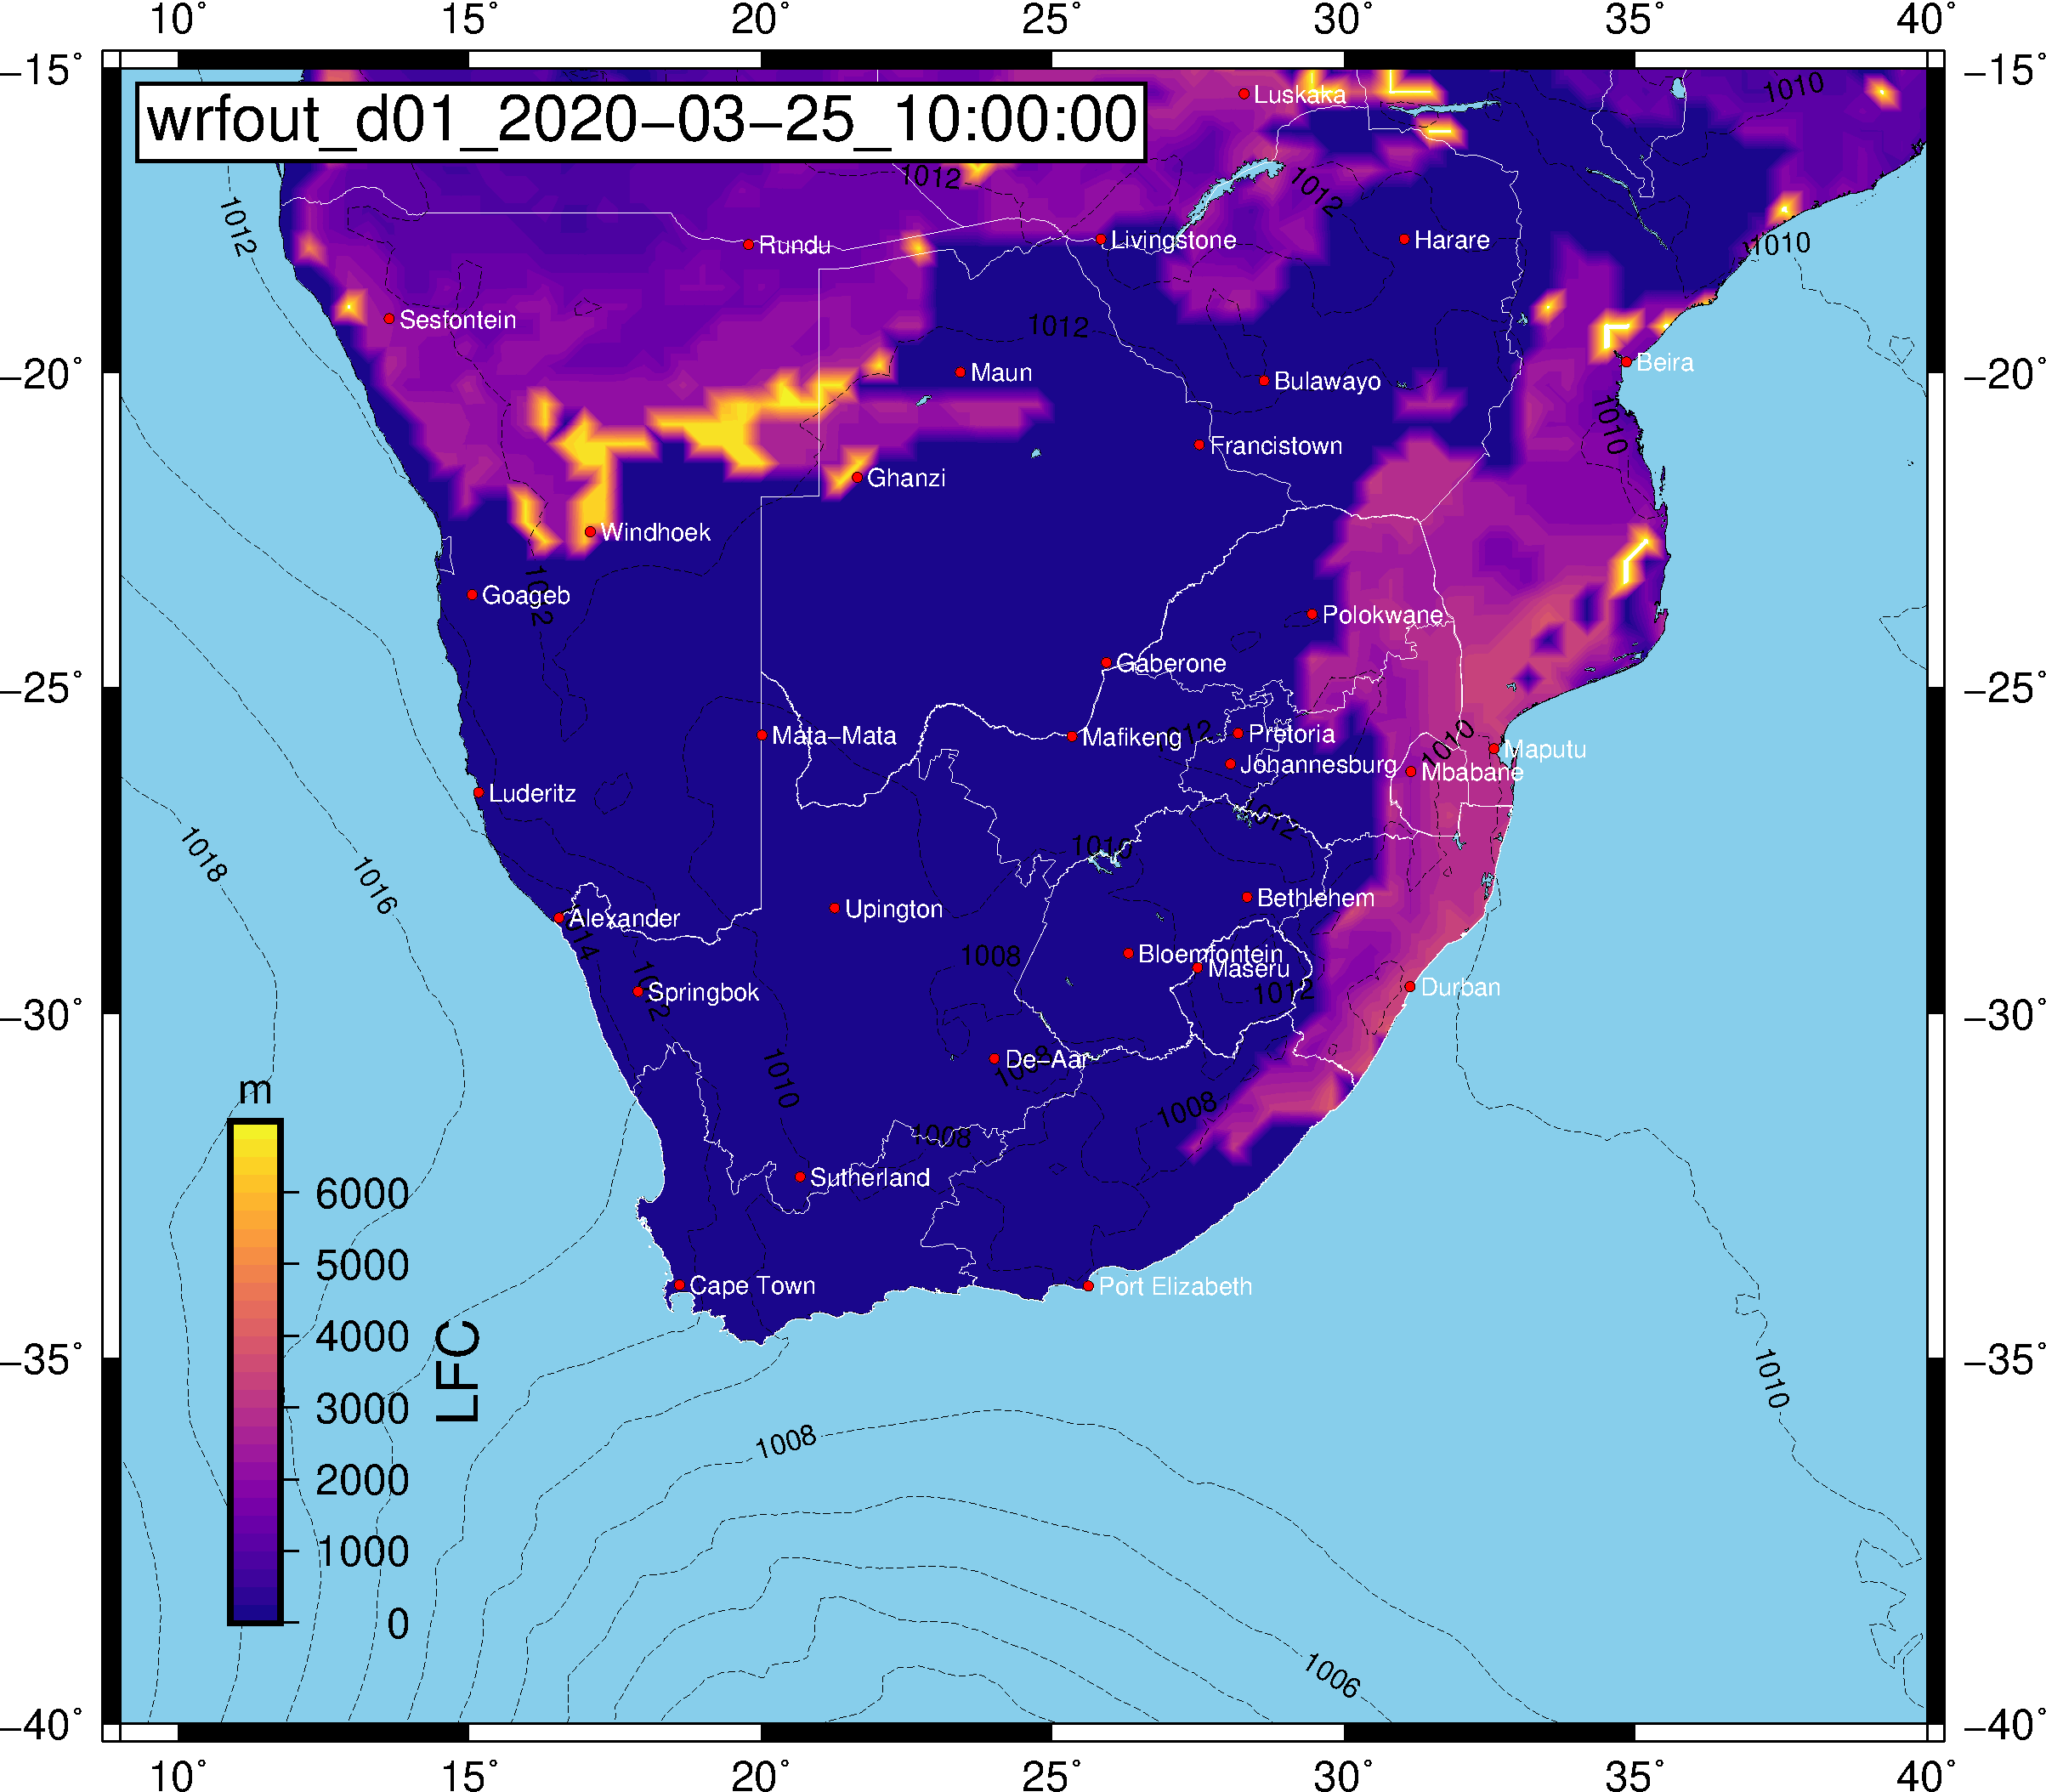 10° 15° 20° 25° 30° 35° 40°
−15° −15°
wrfout_d01_2020−03−25_10:00:00
Luskaka
1010
1012
1012
1012
Rundu
Livingstone
Harare
1010
Sesfontein
1012
Beira
−20° −20°
Maun
Bulawayo
1010
Francistown
Ghanzi
Windhoek
Goageb
1012
Polokwane
Gaberone
−25° −25°
Mata−Mata
Mafikeng
1012
Pretoria
1010
Maputu
Johannesburg
Mbabane
Luderitz
1012
1010
1018
1016
Bethlehem
Upington
Alexander
1014
1008
Bloemfontein
Maseru
Springbok
1012
1012
Durban
−30° −30°
De−Aar
1008
1010
m
1008
1008
Sutherland
6000
5000
4000
3000
2000
1000
0
LFC
Cape Town
Port Elizabeth
−35° −35°
1010
1008
1006
−40° −40°
10° 15° 20° 25° 30° 35° 40°